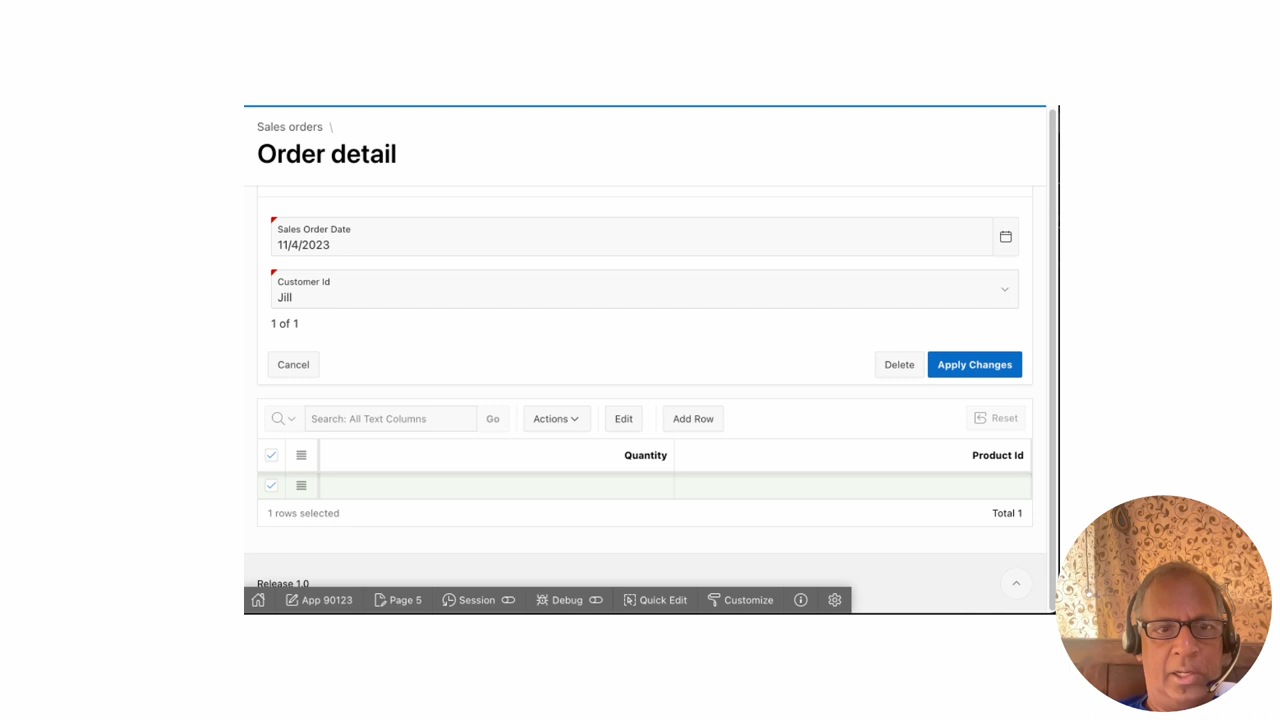 Sales orders \
Order detail
Sales Order Date
11/4/2023
Customer Id
Jill
1 of 1
Cancel Delete Apply Changes
Search: All Text Columns Go Actions Edit Add Row Reset
Quantity Product Id
1 rows selected Total 1
Release 1.0
App 90123 Page 5 Session Debug Quick Edit Customize